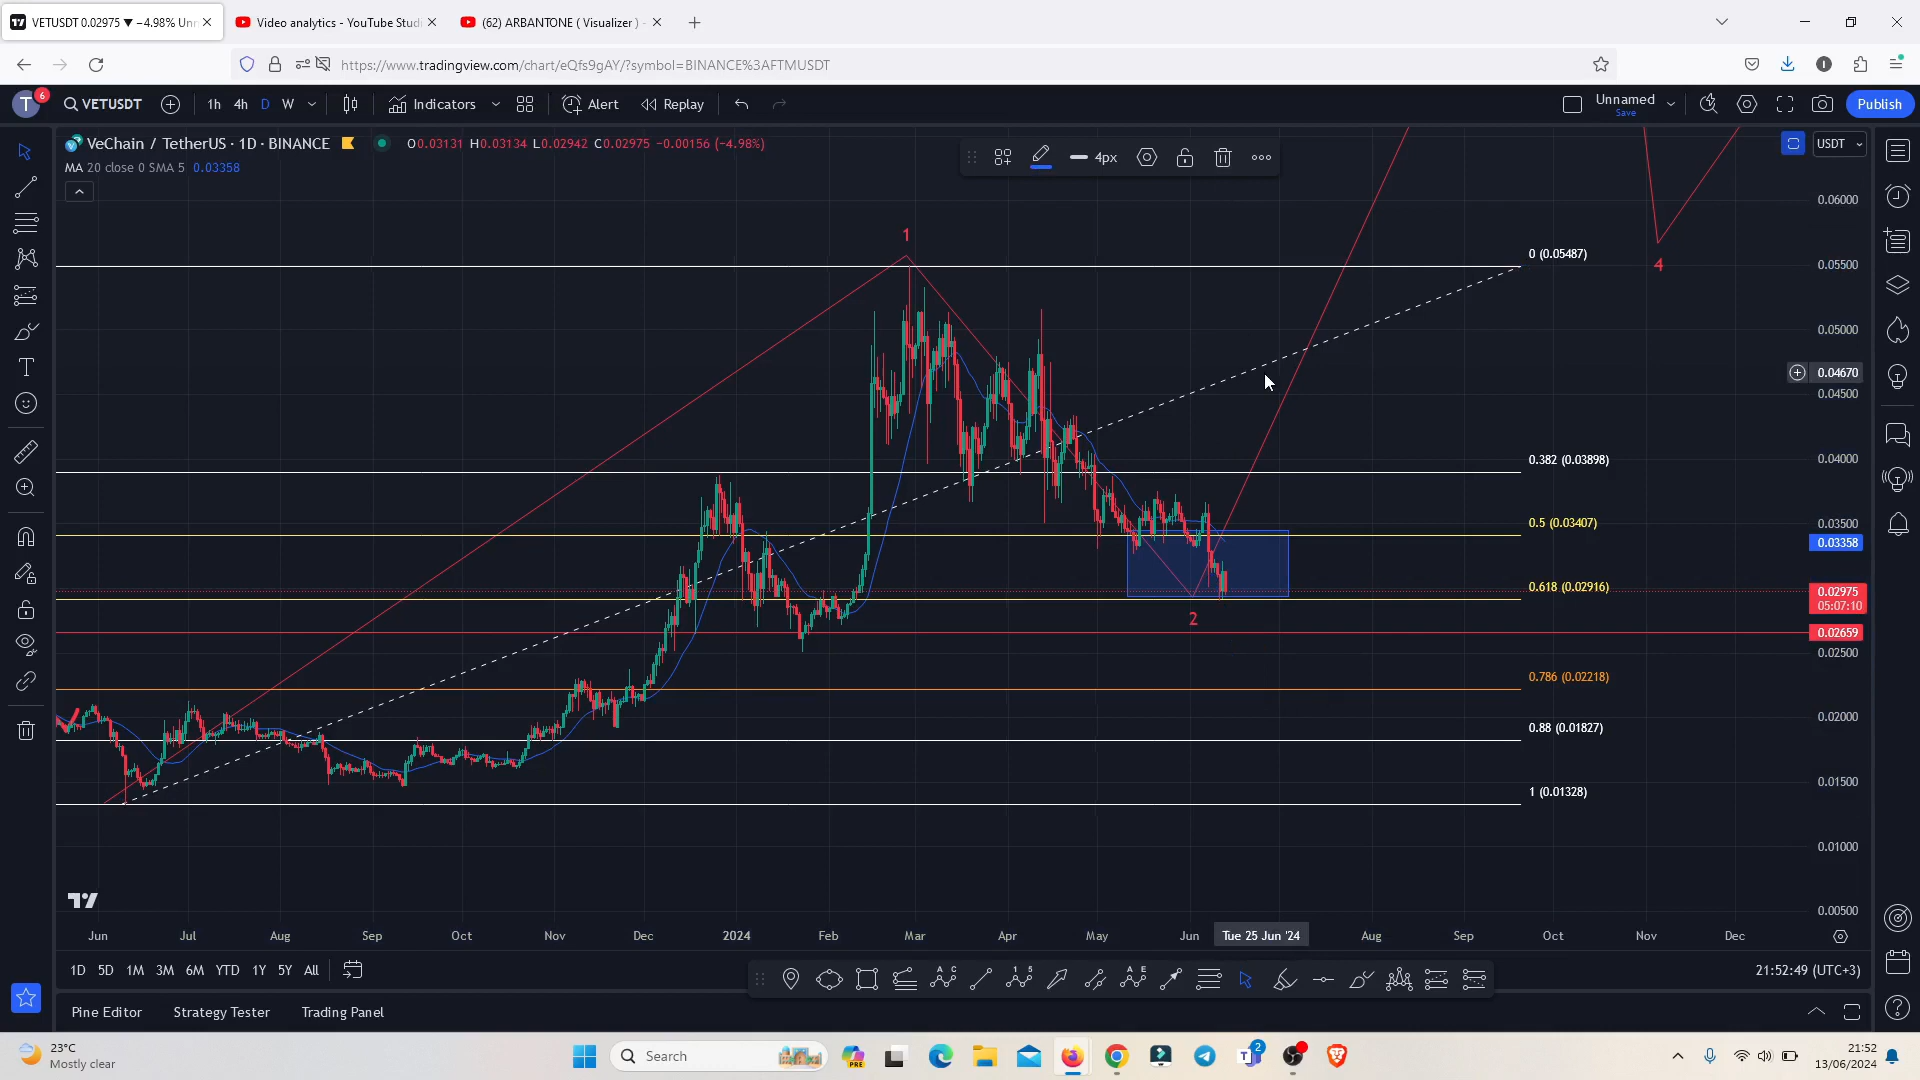 VETUSDT 0.02975 ▼ −4.98% Unn
Video analytics - YouTube Studi
(62) ARBANTONE ( Visualizer ) -
https://www.tradingview.com/chart/eQfs9gAY/?symbol=BINANCE%3AFTMUSDT
T
6
VETUSDT
1h
4h
D
W
Indicators
Alert
Replay
Unnamed
Save
Publish
VeChain / TetherUS · 1D · BINANCE
O0.03131 H0.03134 L0.02942 C0.02975 −0.00156 (−4.98%)
MA 20 close 0 SMA 5 0.03358
4px
USDT
0.06000
1
0 (0.05487)
4
0.05500
0.05000
0.04670
0.04500
0.382 (0.03898)
0.04000
0.5 (0.03407)
0.03500
0.03358
0.618 (0.02916)
0.02975
05:07:10
2
0.02659
0.02500
0.786 (0.02218)
0.02000
0.88 (0.01827)
0.01500
1 (0.01328)
0.01000
0.00500
Jun
Jul
Aug
Sep
Oct
Nov
Dec
2024
Feb
Mar
Apr
May
Jun
Tue 25 Jun '24
Aug
Sep
Oct
Nov
Dec
1D
5D
1M
3M
6M
YTD
1Y
5Y
All
21:52:49 (UTC+3)
Pine Editor
Strategy Tester
Trading Panel
23°C
Mostly clear
Search
PRE
2
21:52
13/06/2024